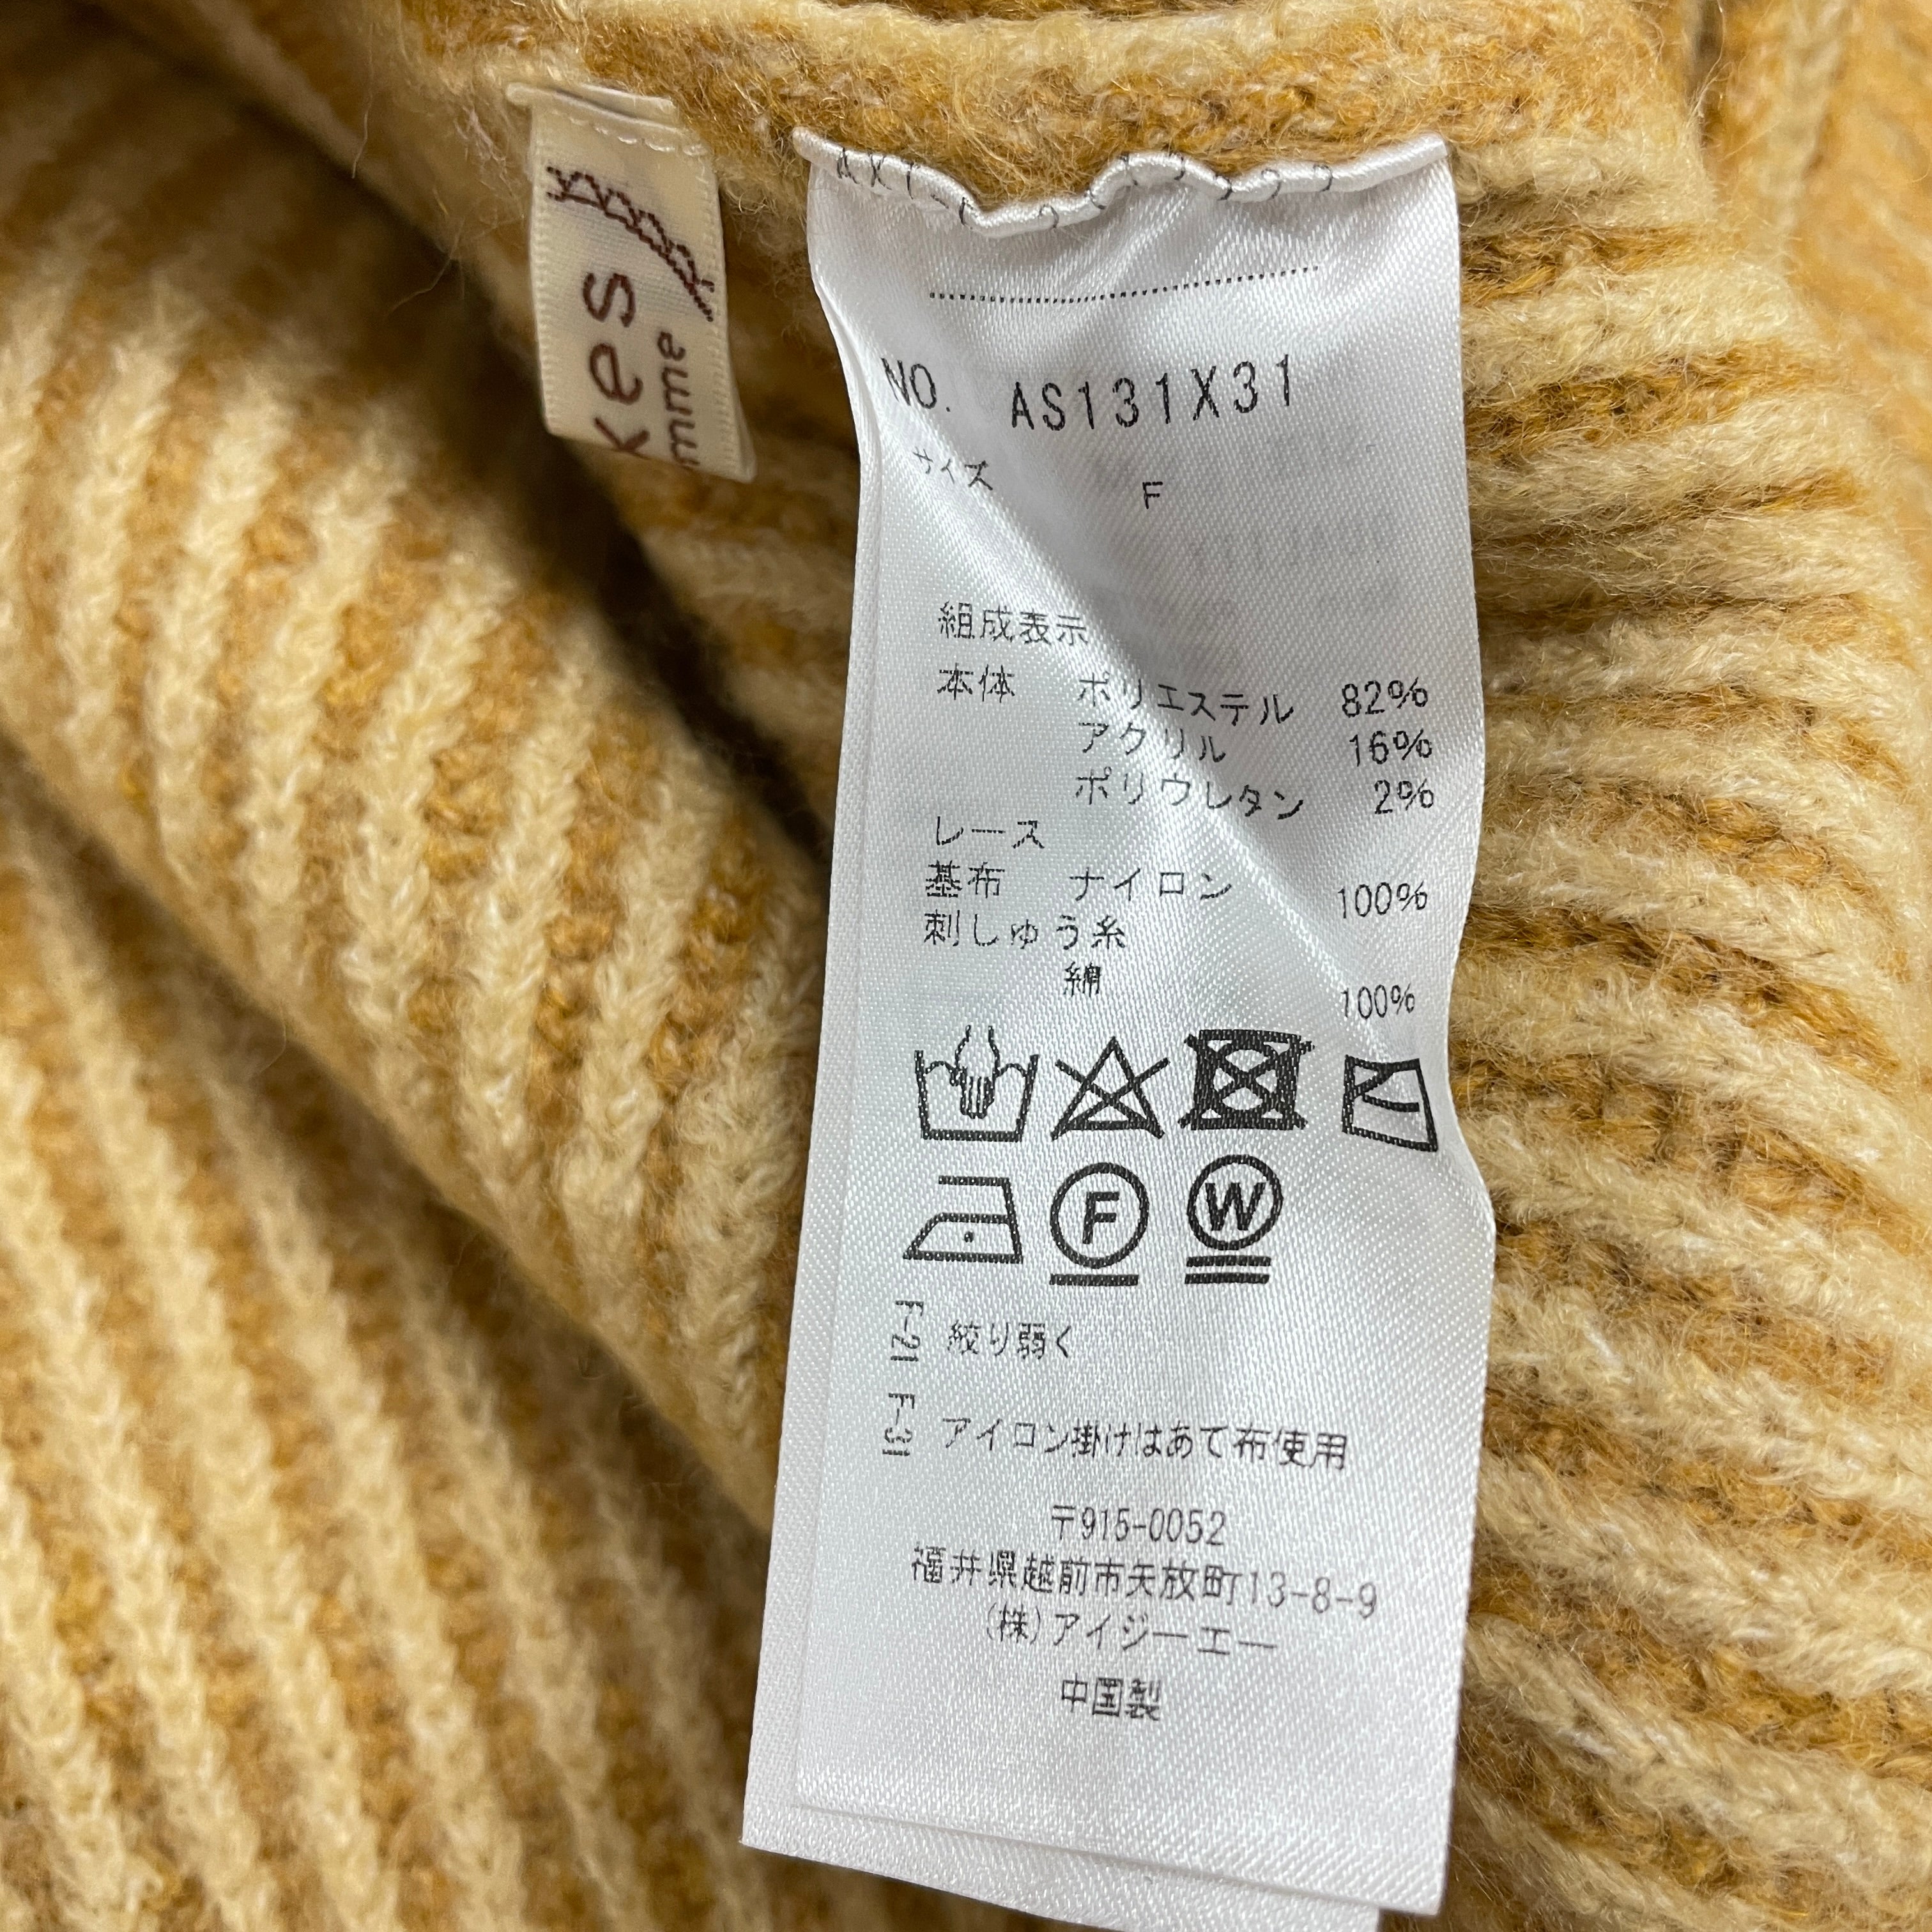 kes
mme
NO. AS131X31
サイズ F
組成表示
本体 ポリエステル 82%
アクリル 16%
ポリウレタン 2%
レース
基布 ナイロン 100%
刺しゅう糸
綿 100%
F W
F-21 絞り弱く
F-31 アイロン掛けはあて布使用
〒915-0052
福井県越前市矢放町13-8-9
(株)アイジーエー
中国製